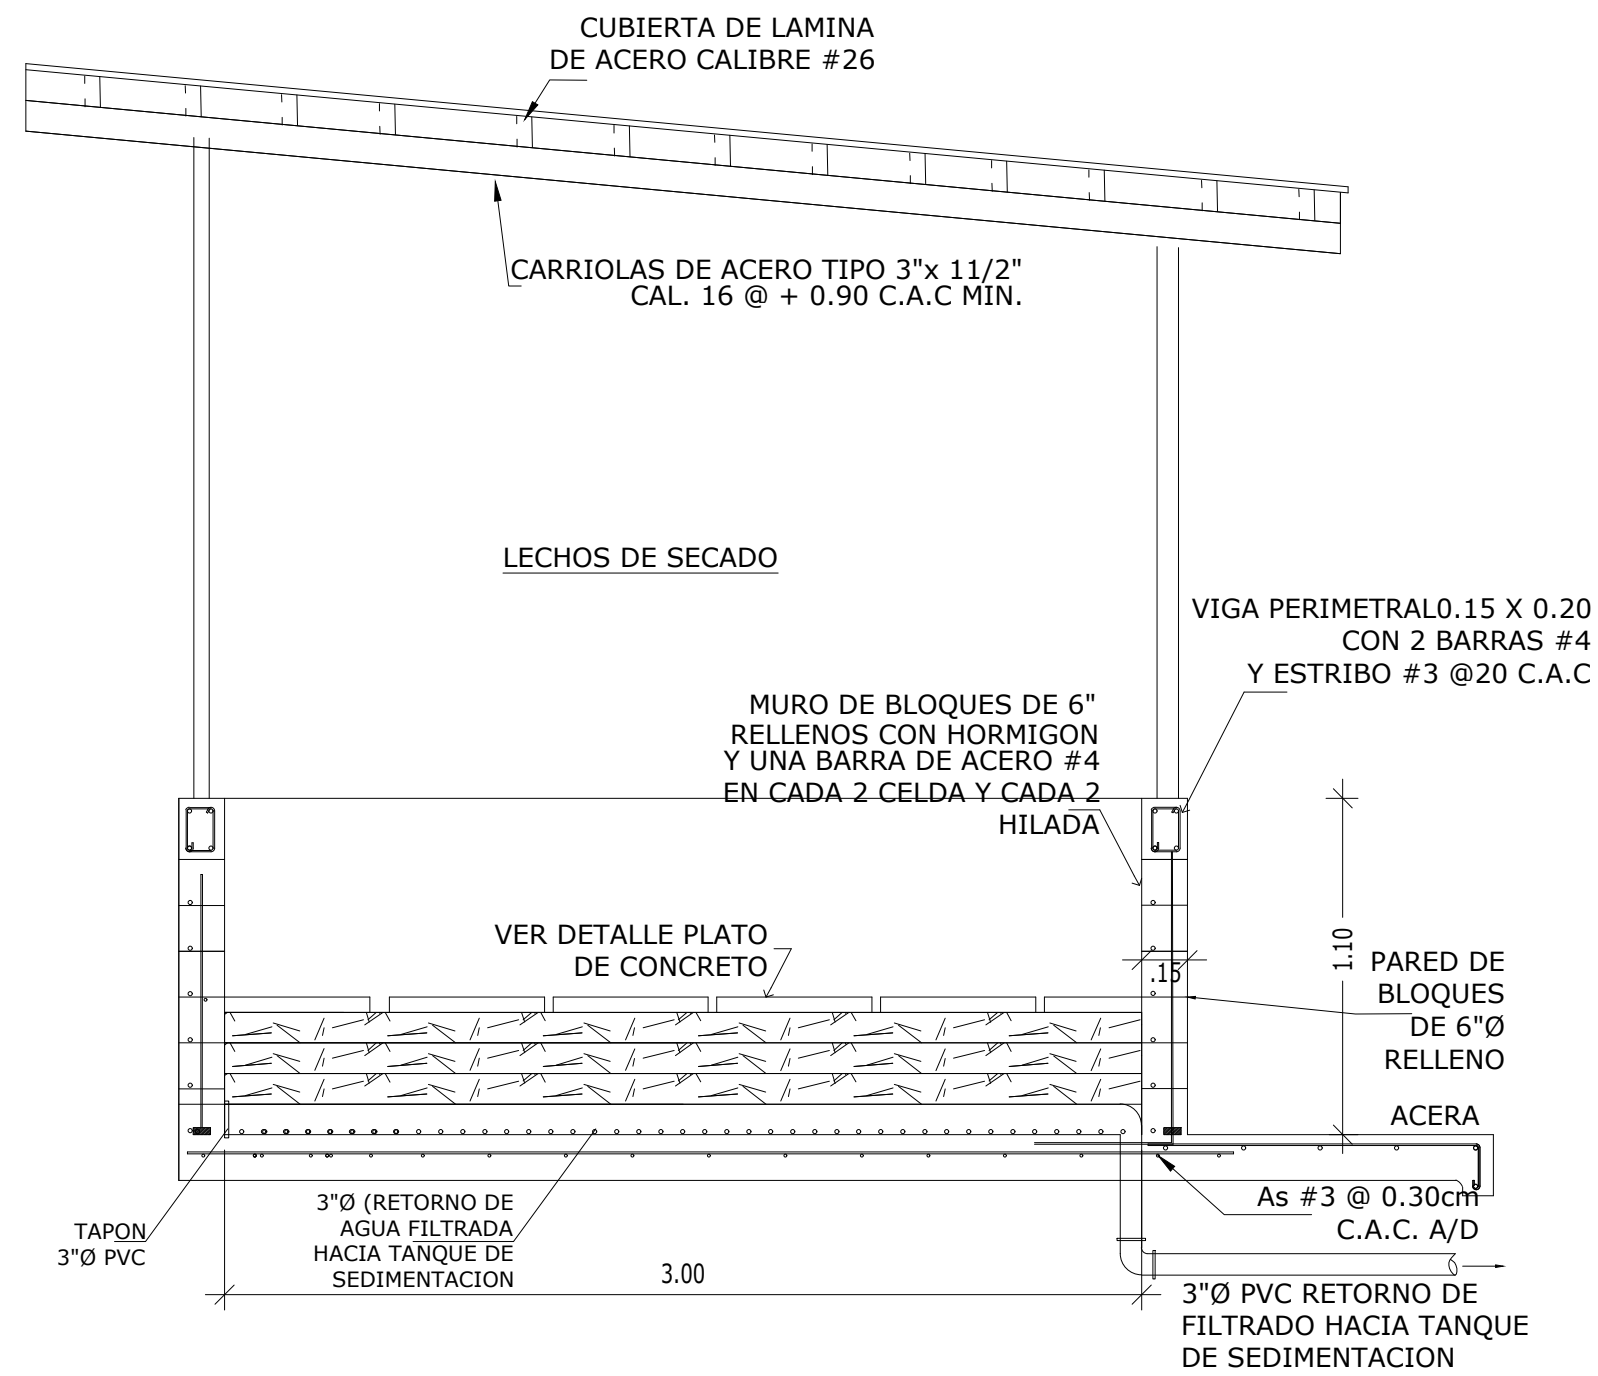 CUBIERTA DE LAMINA
DE ACERO CALIBRE #26
CARRIOLAS DE ACERO TIPO 3"x 11/2"
CAL. 16 @ + 0.90 C.A.C MIN.
LECHOS DE SECADO
VIGA PERIMETRAL0.15 X 0.20
CON 2 BARRAS #4
Y ESTRIBO #3 @20 C.A.C
MURO DE BLOQUES DE 6"
RELLENOS CON HORMIGON
Y UNA BARRA DE ACERO #4
EN CADA 2 CELDA Y CADA 2
HILADA
VER DETALLE PLATO
DE CONCRETO
.15
1.10
PARED DE
BLOQUES
DE 6"Ø
RELLENO
ACERA
As #3 @ 0.30cm
C.A.C. A/D
TAPON
3"Ø PVC
3"Ø (RETORNO DE
AGUA FILTRADA
HACIA TANQUE DE
SEDIMENTACION
3.00
3"Ø PVC RETORNO DE
FILTRADO HACIA TANQUE
DE SEDIMENTACION